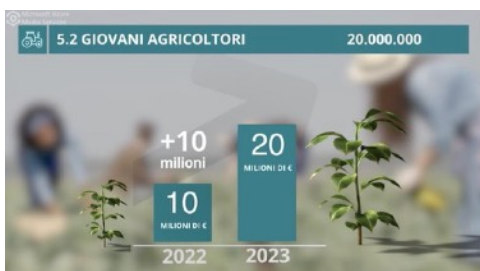 5.2 GIOVANI AGRICOLTORI 20.000.000
+10
milioni
20
MILIONI DI €
10
MILIONI DI €
2022 2023